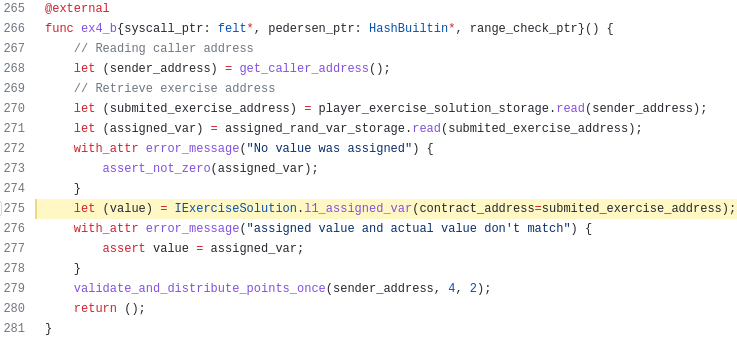 265 @external
266 func ex4_b{syscall_ptr: felt*, pedersen_ptr: HashBuiltin*, range_check_ptr}() {
267     // Reading caller address
268     let (sender_address) = get_caller_address();
269     // Retrieve exercise address
270     let (submited_exercise_address) = player_exercise_solution_storage.read(sender_address);
271     let (assigned_var) = assigned_rand_var_storage.read(submited_exercise_address);
272     with_attr error_message("No value was assigned") {
273         assert_not_zero(assigned_var);
274     }
275     let (value) = IExerciseSolution.l1_assigned_var(contract_address=submited_exercise_address);
276     with_attr error_message("assigned value and actual value don't match") {
277         assert value = assigned_var;
278     }
279     validate_and_distribute_points_once(sender_address, 4, 2);
280     return ();
281 }